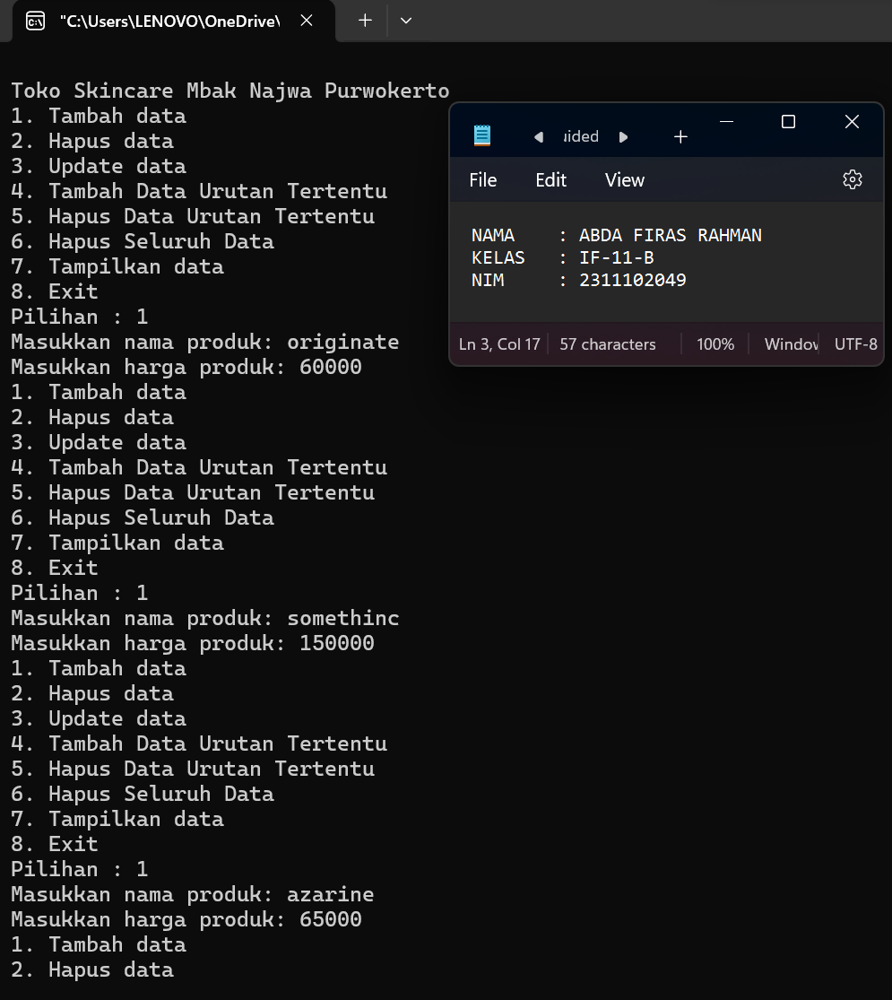 "C:\Users\LENOVO\OneDrive\
Toko Skincare Mbak Najwa Purwokerto
1. Tambah data
2. Hapus data
3. Update data
4. Tambah Data Urutan Tertentu
5. Hapus Data Urutan Tertentu
6. Hapus Seluruh Data
7. Tampilkan data
8. Exit
Pilihan : 1
Masukkan nama produk: originate
Masukkan harga produk: 60000
1. Tambah data
2. Hapus data
3. Update data
4. Tambah Data Urutan Tertentu
5. Hapus Data Urutan Tertentu
6. Hapus Seluruh Data
7. Tampilkan data
8. Exit
Pilihan : 1
Masukkan nama produk: somethinc
Masukkan harga produk: 150000
1. Tambah data
2. Hapus data
3. Update data
4. Tambah Data Urutan Tertentu
5. Hapus Data Urutan Tertentu
6. Hapus Seluruh Data
7. Tampilkan data
8. Exit
Pilihan : 1
Masukkan nama produk: azarine
Masukkan harga produk: 65000
1. Tambah data
2. Hapus data
File Edit View
NAMA : ABDA FIRAS RAHMAN
KELAS : IF-11-B
NIM : 2311102049
Ln 3, Col 17 57 characters 100% UTF-8